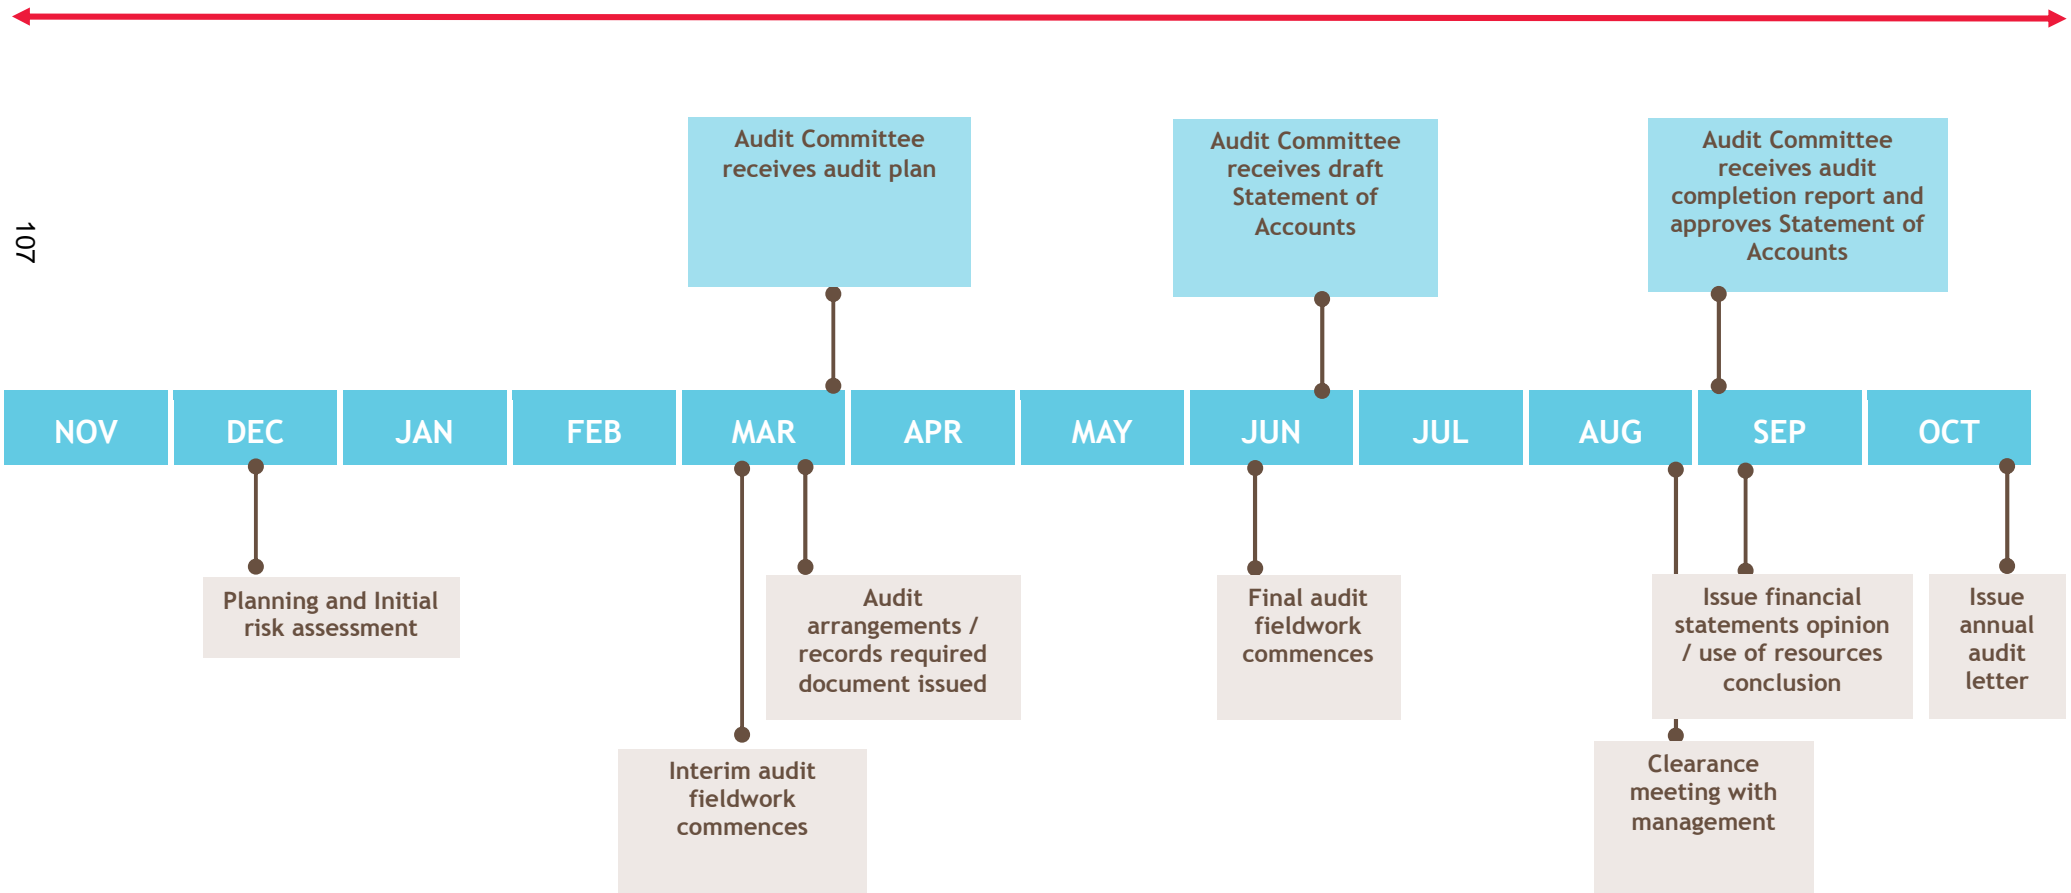 107
Audit Committee
receives audit plan
Audit Committee
receives draft
Statement of
Accounts
Audit Committee
receives audit
completion report and
approves Statement of
Accounts
NOV
DEC
JAN
FEB
MAR
APR
MAY
JUN
JUL
AUG
SEP
OCT
Planning and Initial
risk assessment
Audit
arrangements /
records required
document issued
Interim audit
fieldwork
commences
Final audit
fieldwork
commences
Issue financial
statements opinion
/ use of resources
conclusion
Issue
annual
audit
letter
Clearance
meeting with
management